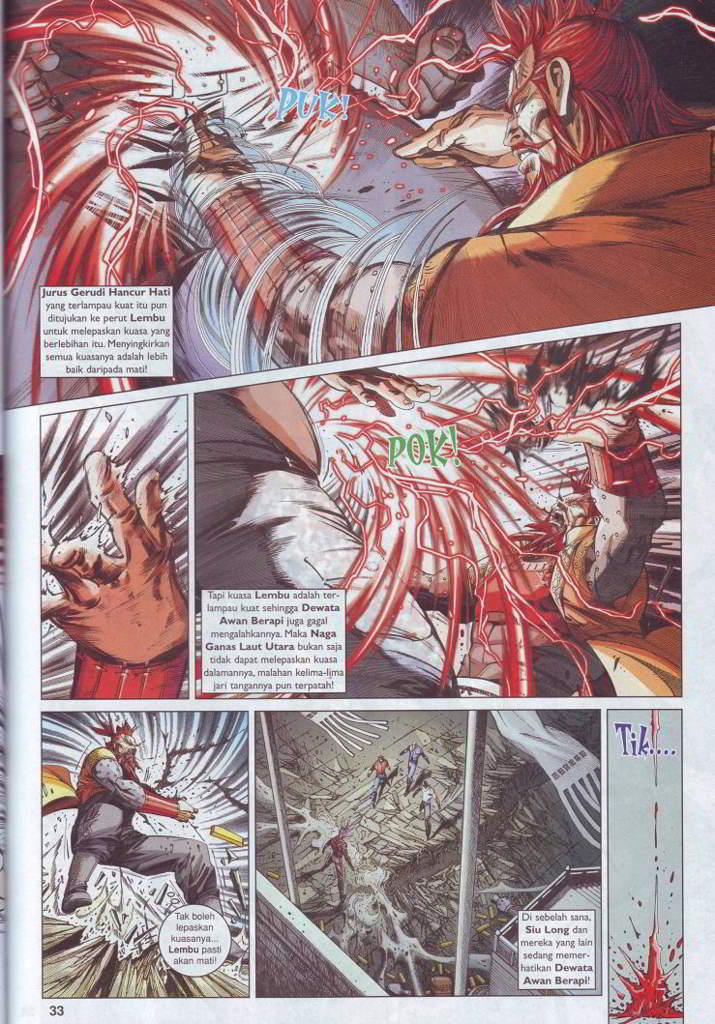 PUK!
Jurus Gerudi Hancur Hati
yang terlampau kuat itu pun
ditujukan ke perut Lembu
untuk melepaskan kuasa yang
berlebihan itu. Menyingkirkan
semua kuasanya adalah lebih
baik daripada mati!
POK!
Tapi kuasa Lembu adalah ter-
lampau kuat sehingga Dewata
Awan Berapi juga gagal
mengalahkannya. Maka Naga
Ganas Laut Utara bukan saja
tidak dapat melepaskan kuasa
dalamannya, malahan kelima-lima
jari tangannya pun terpatah!
Tak boleh
lepaskan
kuasanya...
Lembu pasti
akan mati!
Di sebelah sana,
Siu Long dan
mereka yang lain
sedang memer-
hatikan Dewata
Awan Berapi!
Tik....
33